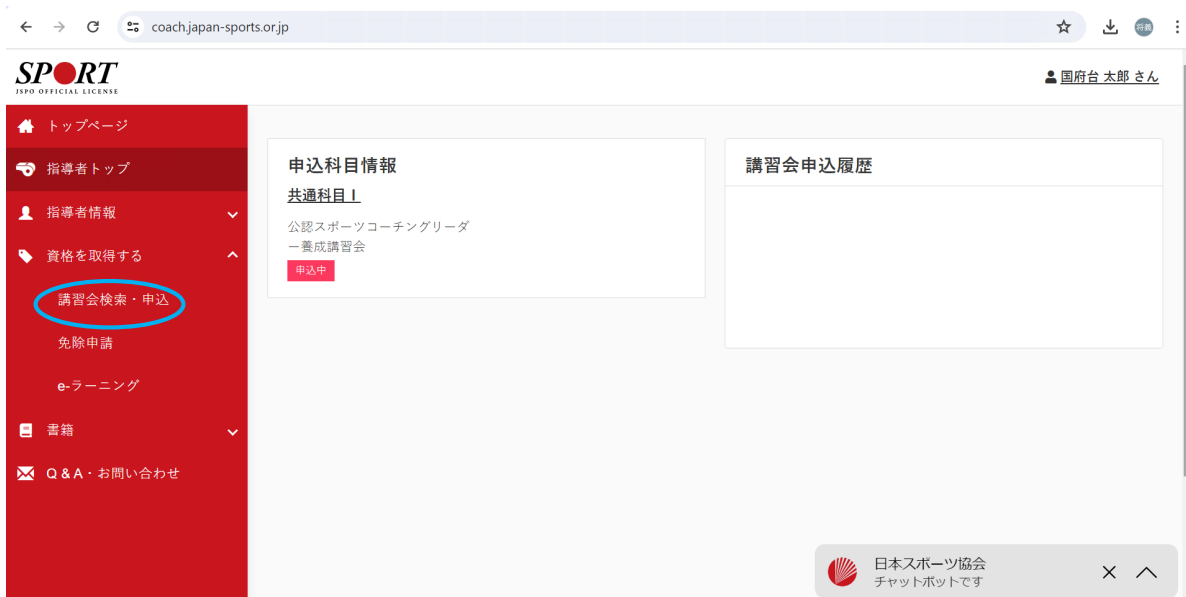 coach.japan-sports.or.jp
将義
SPORT
JSPO OFFICIAL LICENSE
国府台 太郎 さん
トップページ
指導者トップ
指導者情報
資格を取得する
講習会検索・申込
免除申請
e-ラーニング
書籍
Q & A・お問い合わせ
申込科目情報
共通科目Ⅰ
公認スポーツコーチングリーダ
ー養成講習会
申込中
講習会申込履歴
日本スポーツ協会
チャットボットです